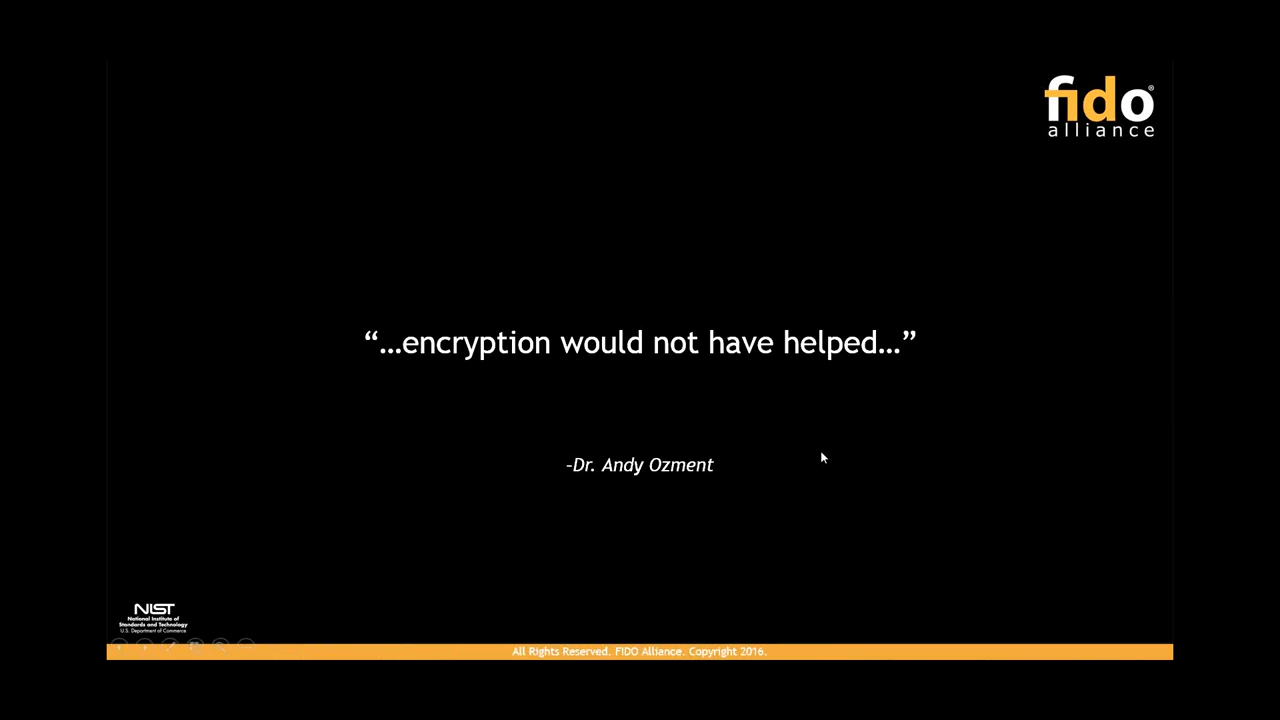 fido®
alliance
“…encryption would not have helped…”
-Dr. Andy Ozment
NIST
National Institute of
Standards and Technology
U.S. Department of Commerce
All Rights Reserved. FIDO Alliance. Copyright 2016.